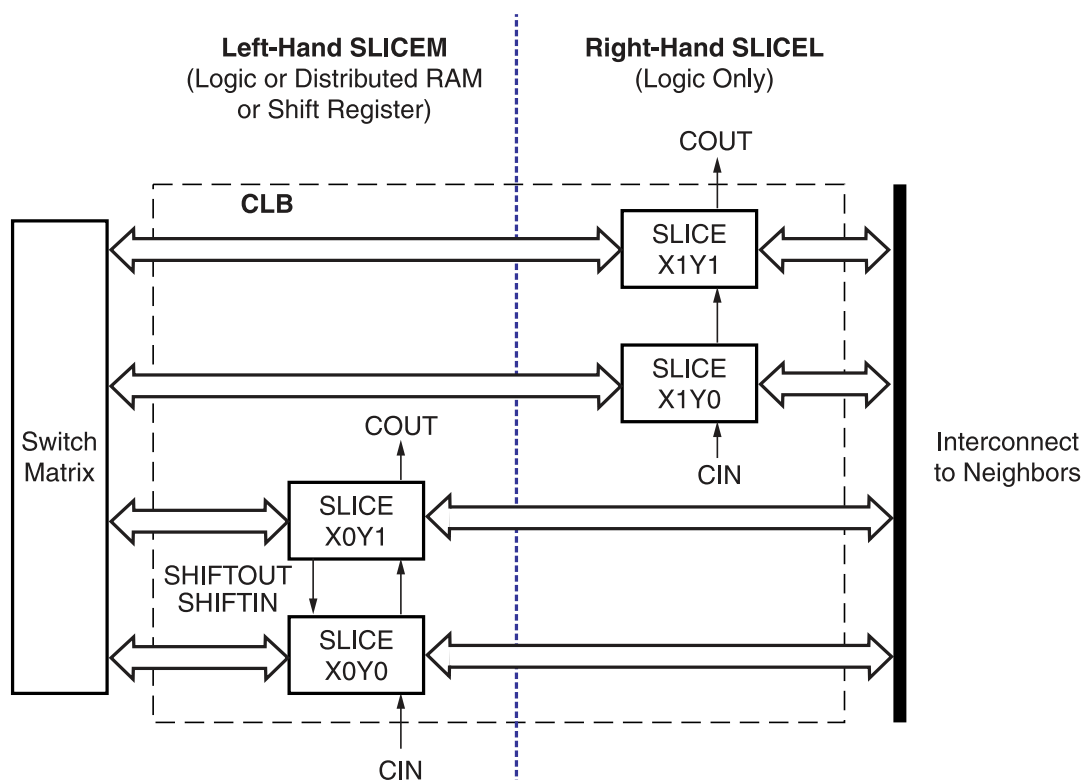 Left-Hand SLICEM
(Logic or Distributed RAM
or Shift Register)
Right-Hand SLICEL
(Logic Only)
COUT
CLB
SLICE
X1Y1
SLICE
X1Y0
COUT
CIN
Switch
Matrix
Interconnect
to Neighbors
SLICE
X0Y1
SHIFTOUT
SHIFTIN
SLICE
X0Y0
CIN